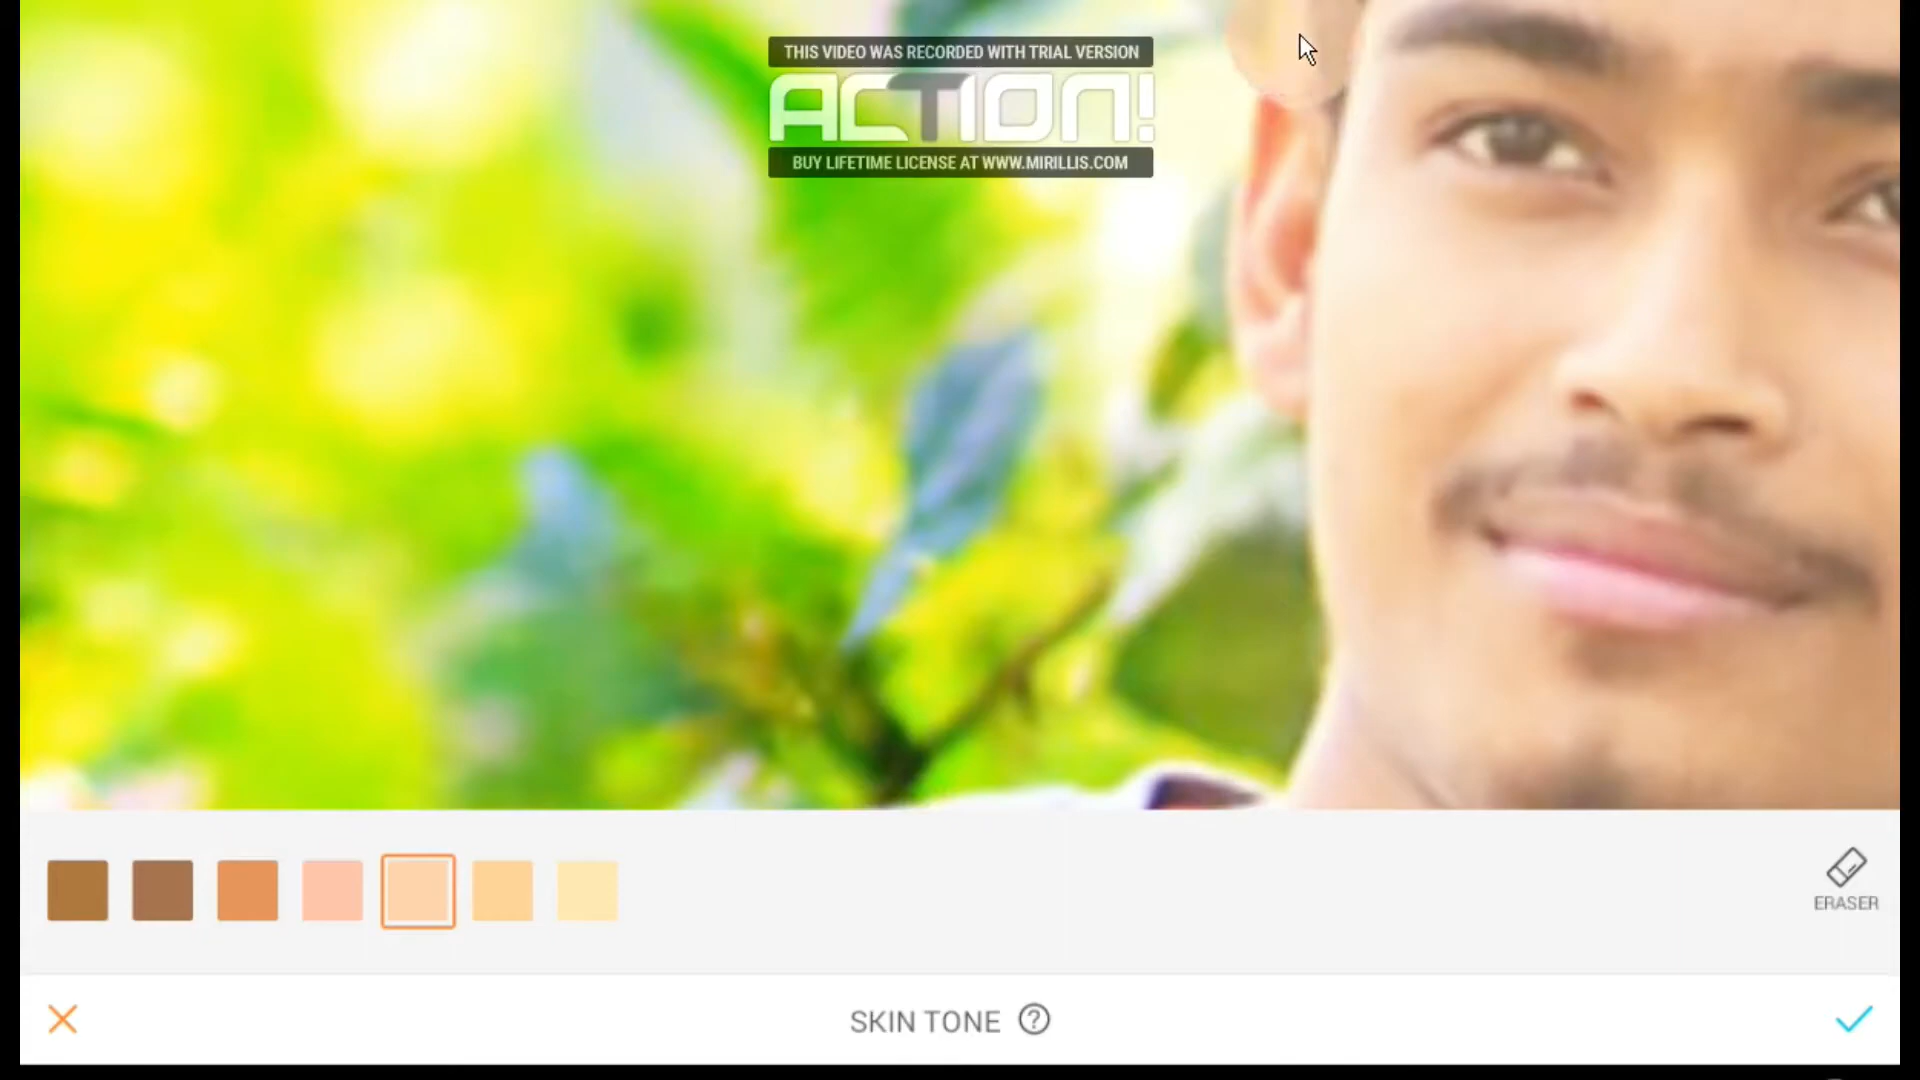 THIS VIDEO WAS RECORDED WITH TRIAL VERSION
ACTION!
BUY LIFETIME LICENSE AT WWW.MIRILLIS.COM
ERASER
SKIN TONE ?